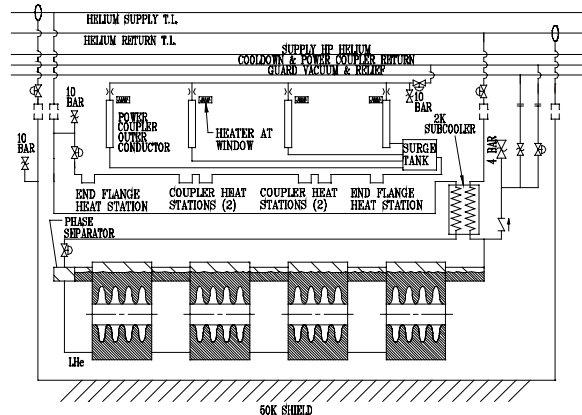 HELIUM SUPPLY T.L.
HELIUM RETURN T.L.
SUPPLY HP HELIUM
COOLDOWN & POWER COUPLER RETURN
GUARD VACUUM & RELIEF
10
BAR
POWER
COUPLER
OUTER
CONDUCTOR
HEATER AT
WINDOW
10
BAR
2K
SUBCOOLER
SURGE
TANK
4 BAR
10
BAR
END FLANGE
HEAT STATION
COUPLER HEAT
STATIONS (2)
COUPLER HEAT
STATIONS (2)
END FLANGE
HEAT STATION
PHASE
SEPARATOR
LHe
50K SHIELD